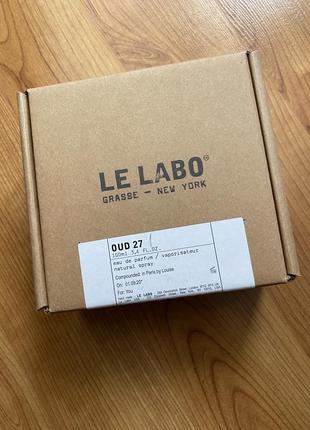 LE LABO®
GRASSE – NEW YORK
OUD 27
100ml 3,4 FL.OZ.
eau de parfum / vaporisateur
natural spray
Compounded: in Paris by Louise
On: 01.09.20*
For: You
LE LABO